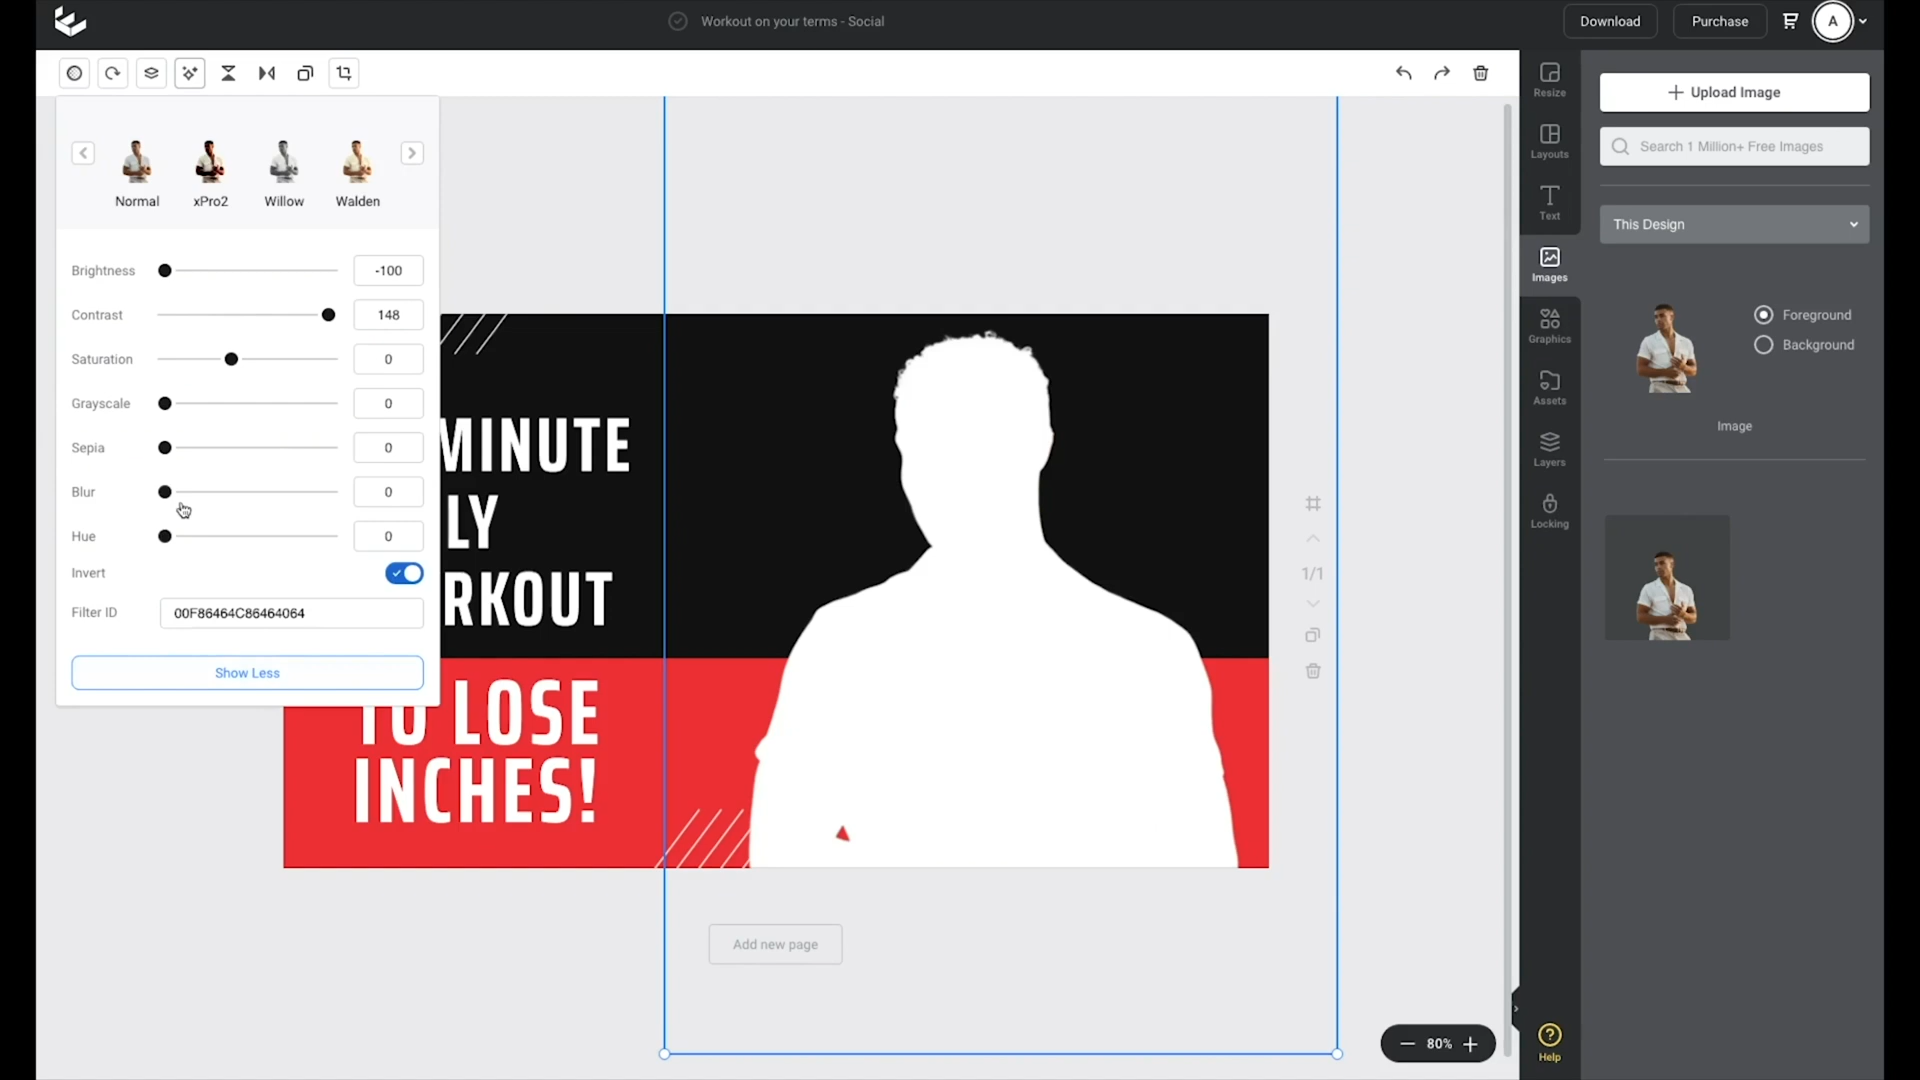 Workout on your terms - Social
Download
Purchase
A
Normal
xPro2
Willow
Walden
Brightness
-100
Contrast
148
Saturation
0
Grayscale
0
Sepia
0
Blur
0
Hue
0
Invert
Filter ID
00F86464C86464064
Show Less
MINUTE
LY
RKOUT
TO LOSE
INCHES!
1/1
Add new page
80%
Resize
Layouts
Text
Images
Graphics
Assets
Layers
Locking
Help
Upload Image
Search 1 Million+ Free Images
This Design
Foreground
Background
Image